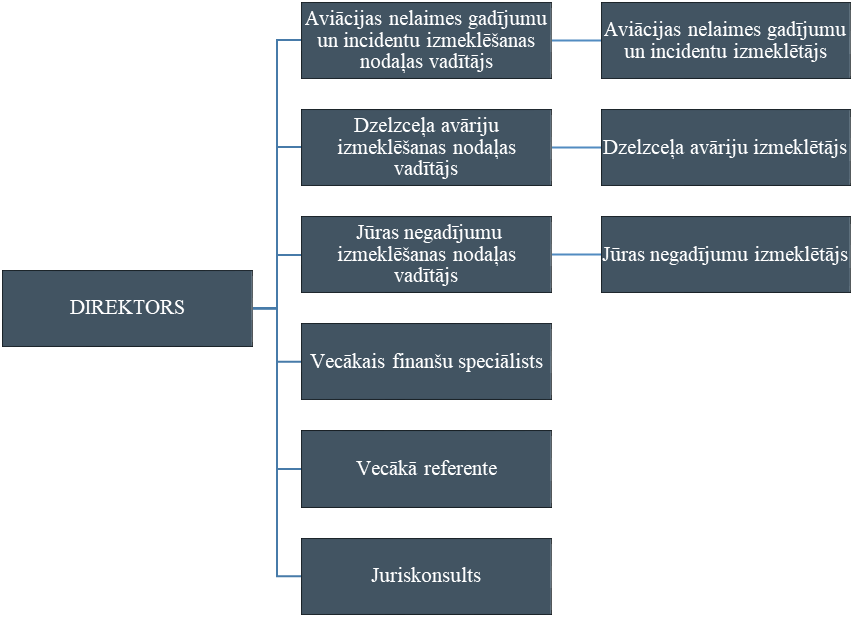 Aviācijas nelaimes gadījumu
un incidentu izmeklēšanas
nodaļas vadītājs
Aviācijas nelaimes gadījumu
un incidentu izmeklētājs
Dzelzceļa avāriju
izmeklēšanas nodaļas
vadītājs
Dzelzceļa avāriju izmeklētājs
Jūras negadījumu
izmeklēšanas nodaļas
vadītājs
Jūras negadījumu izmeklētājs
DIREKTORS
Vecākais finanšu speciālists
Vecākā referente
Juriskonsults